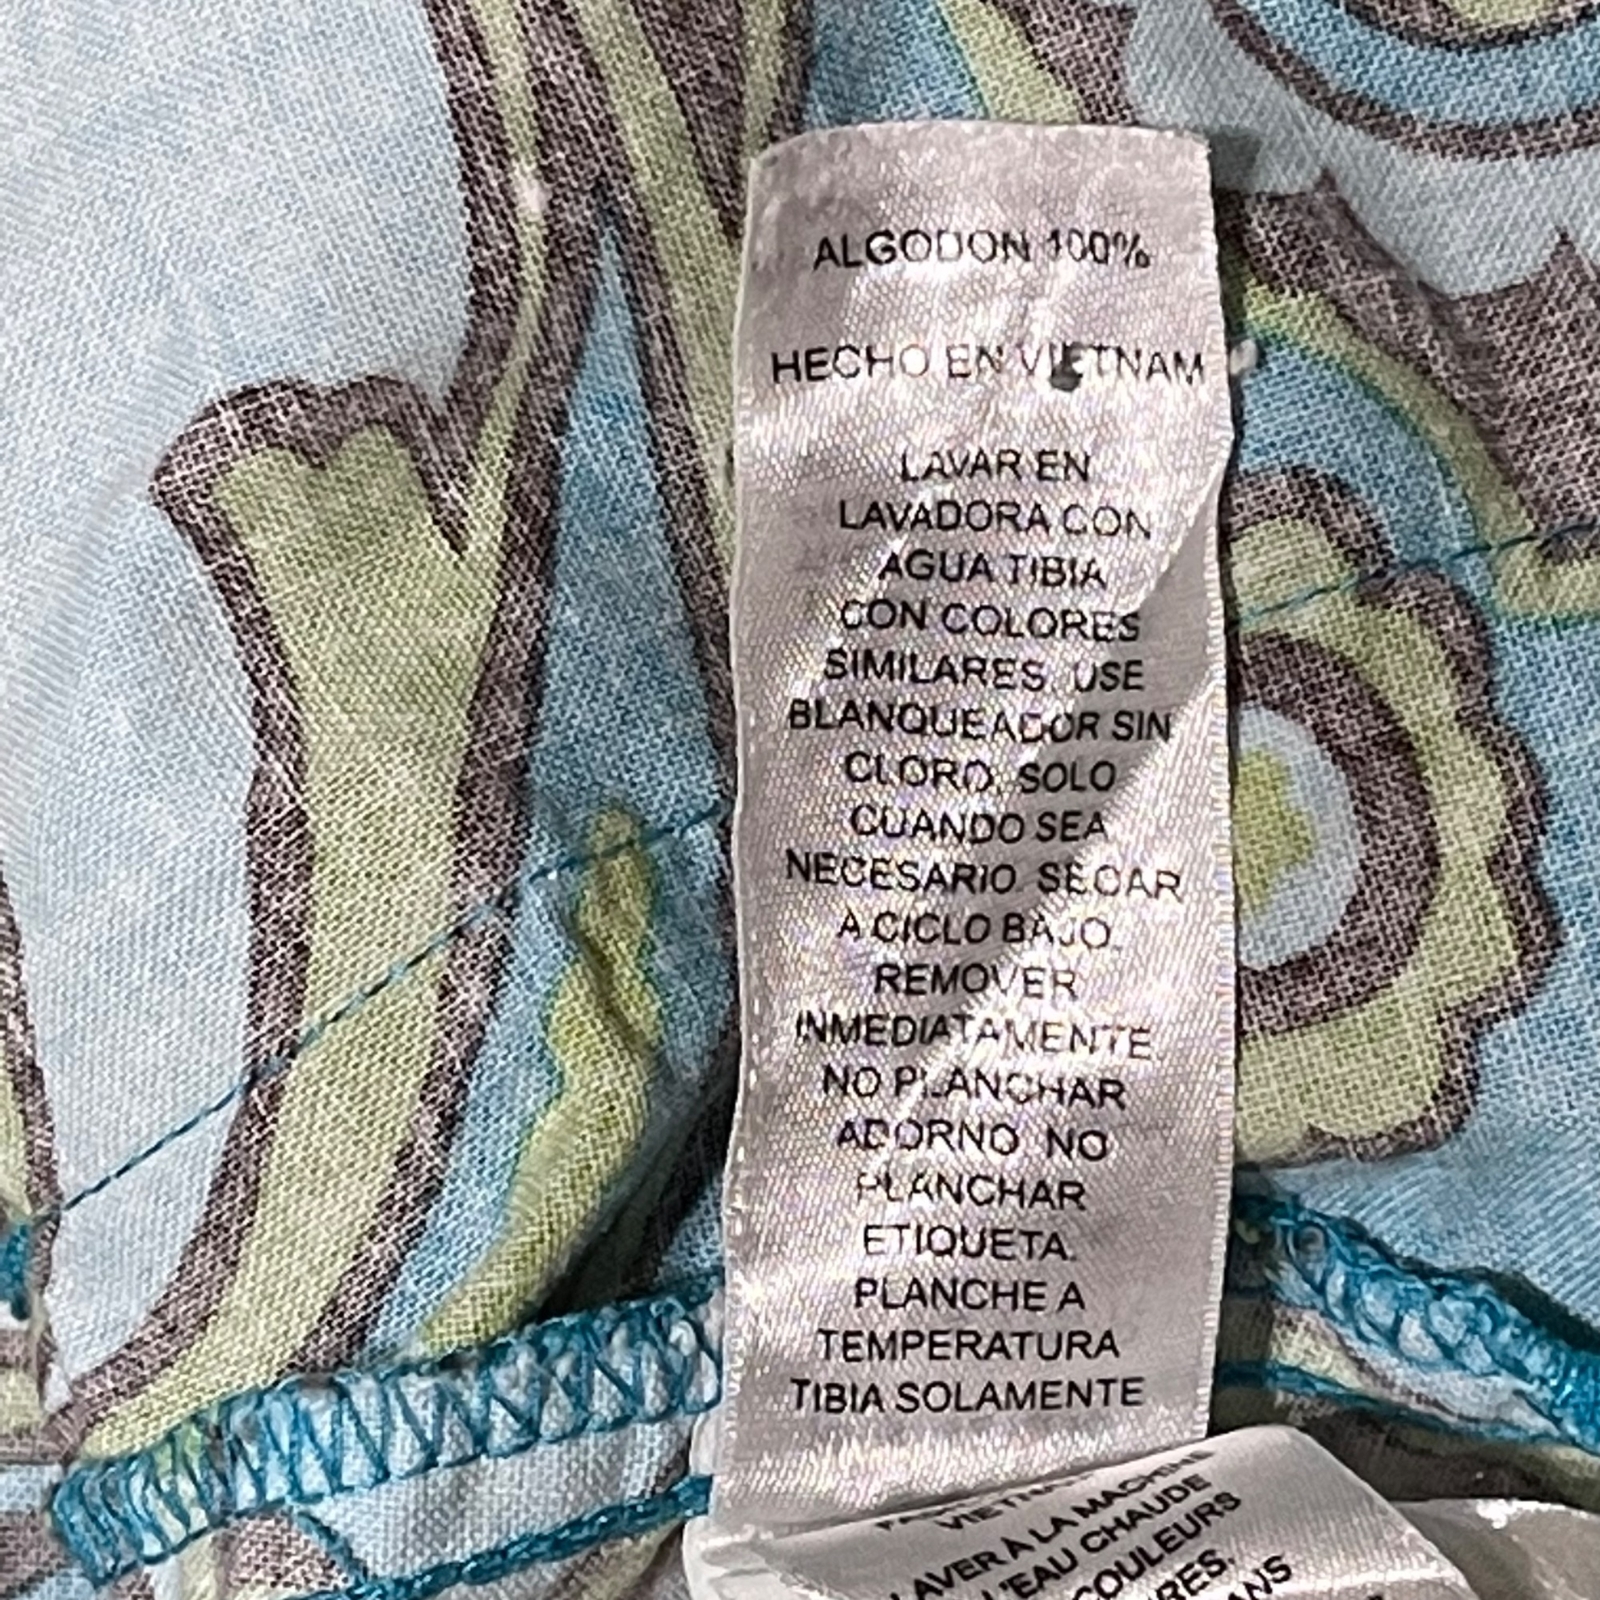 ALGODON 100%
HECHO EN VIETNAM
LAVAR EN
LAVADORA CON
AGUA TIBIA
CON COLORES
SIMILARES. USE
BLANQUEADOR SIN
CLORO, SOLO
CUANDO SEA
NECESARIO. SECAR
A CICLO BAJO.
REMOVER
INMEDIATAMENTE
NO PLANCHAR
ADORNO. NO
PLANCHAR
ETIQUETA.
PLANCHE A
TEMPERATURA
TIBIA SOLAMENTE
VIETNAM
LAVER À LA MACHINE
L'EAU CHAUDE
COULEURS